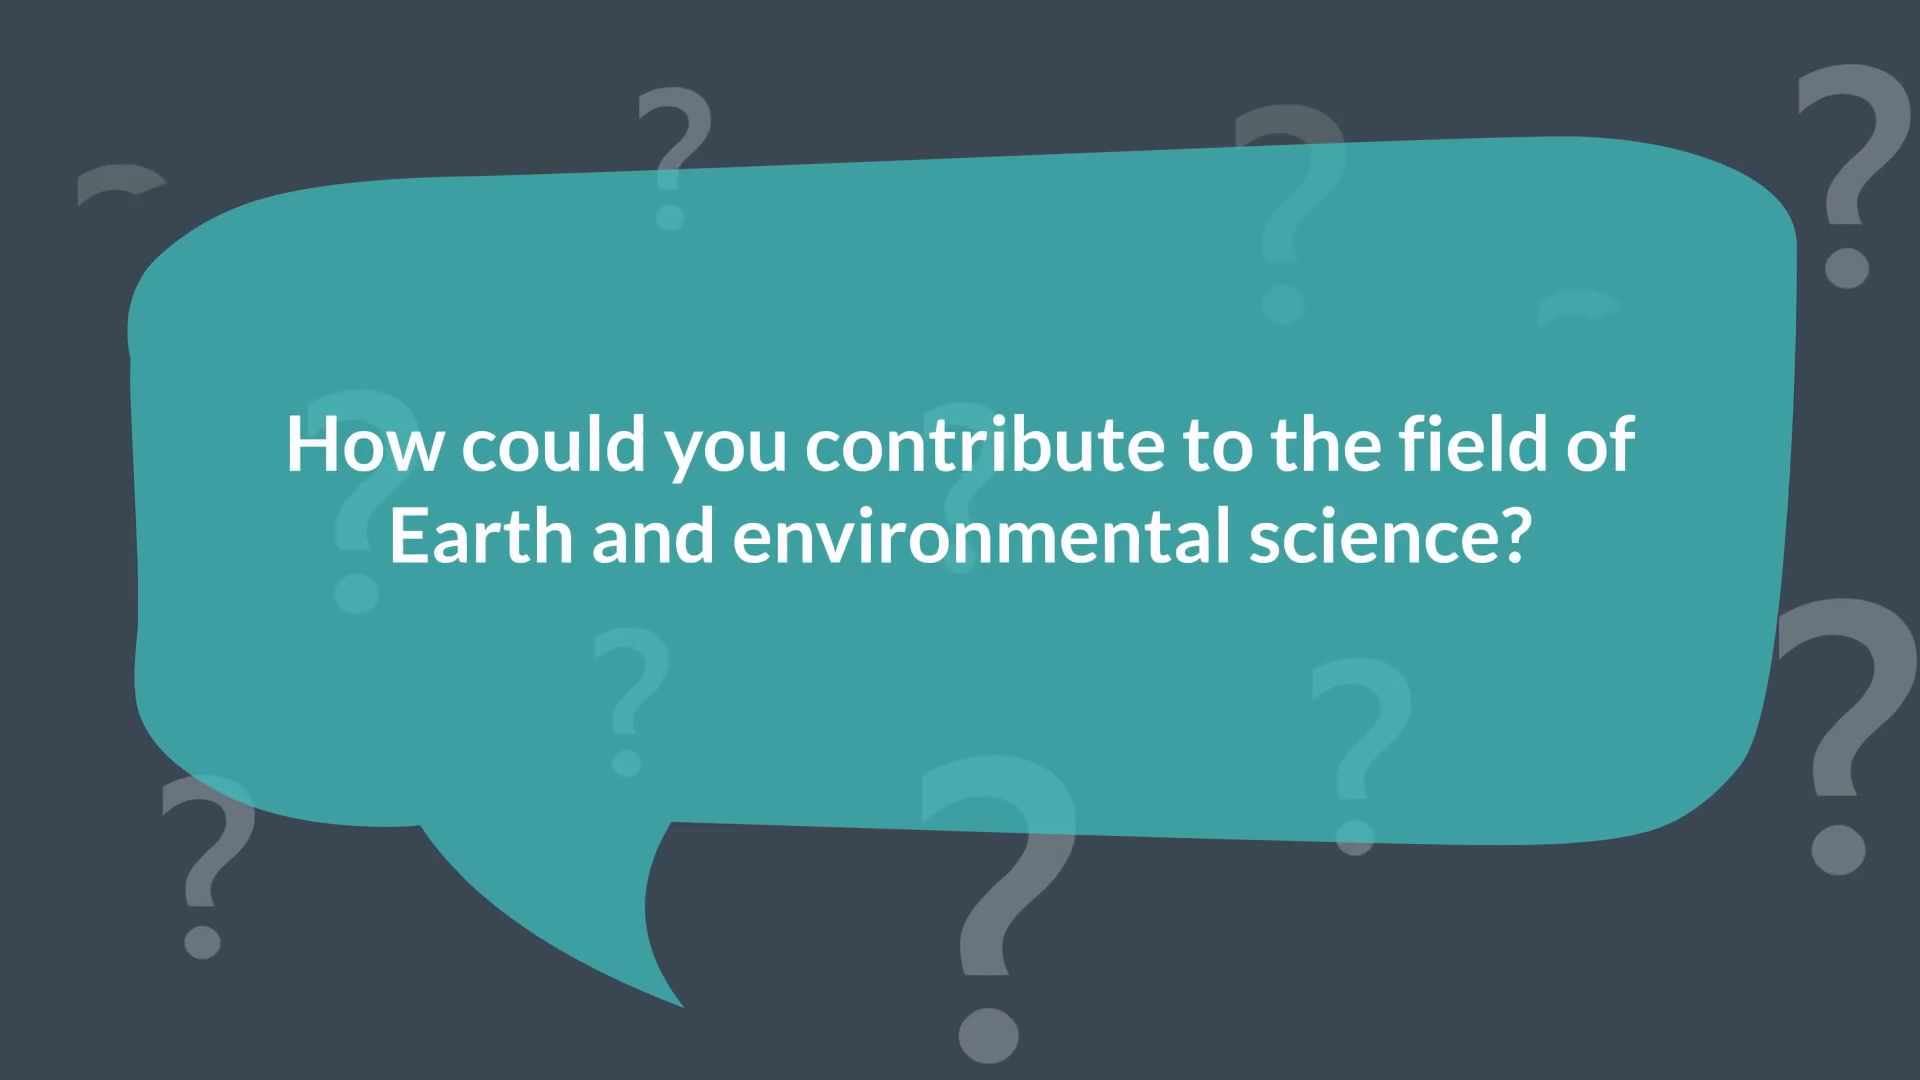 How could you contribute to the field of
Earth and environmental science?